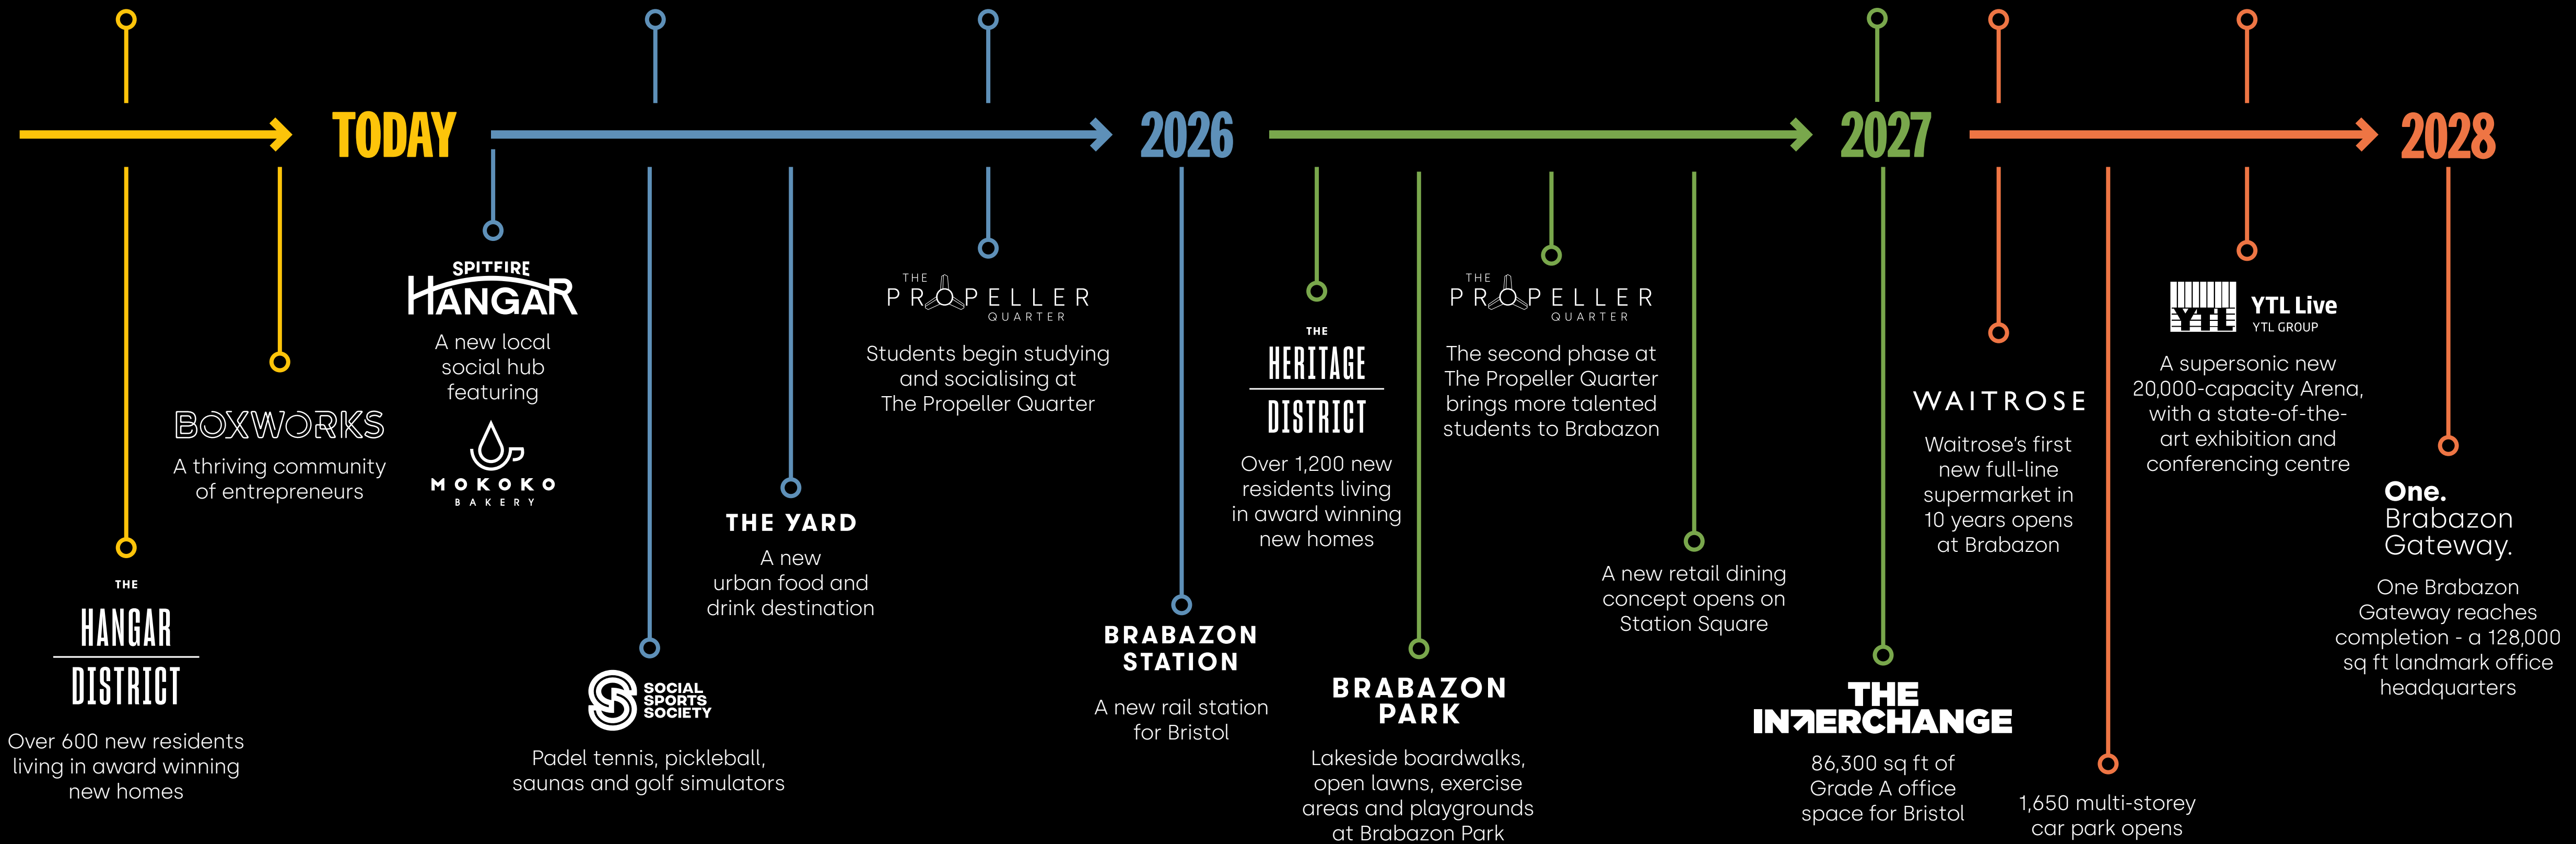 TODAY
2026
2027
2028
THE
HANGAR
DISTRICT
Over 600 new residents
living in award winning
new homes
BOXWORKS
A thriving community
of entrepreneurs
SPITFIRE
HANGAR
A new local
social hub
featuring
MOKOKO
BAKERY
SOCIAL
SPORTS
SOCIETY
Padel tennis, pickleball,
saunas and golf simulators
THE YARD
A new
urban food and
drink destination
THE
PROPELLER
QUARTER
Students begin studying
and socialising at
The Propeller Quarter
BRABAZON
STATION
A new rail station
for Bristol
THE
HERITAGE
DISTRICT
Over 1,200 new
residents living
in award winning
new homes
BRABAZON
PARK
Lakeside boardwalks,
open lawns, exercise
areas and playgrounds
at Brabazon Park
THE
PROPELLER
QUARTER
The second phase at
The Propeller Quarter
brings more talented
students to Brabazon
A new retail dining
concept opens on
Station Square
THE
INTERCHANGE
86,300 sq ft of
Grade A office
space for Bristol
WAITROSE
Waitrose’s first
new full-line
supermarket in
10 years opens
at Brabazon
1,650 multi-storey
car park opens
YTL
YTL Live
YTL GROUP
A supersonic new
20,000-capacity Arena,
with a state-of-the-
art exhibition and
conferencing centre
One.
Brabazon
Gateway.
One Brabazon
Gateway reaches
completion - a 128,000
sq ft landmark office
headquarters